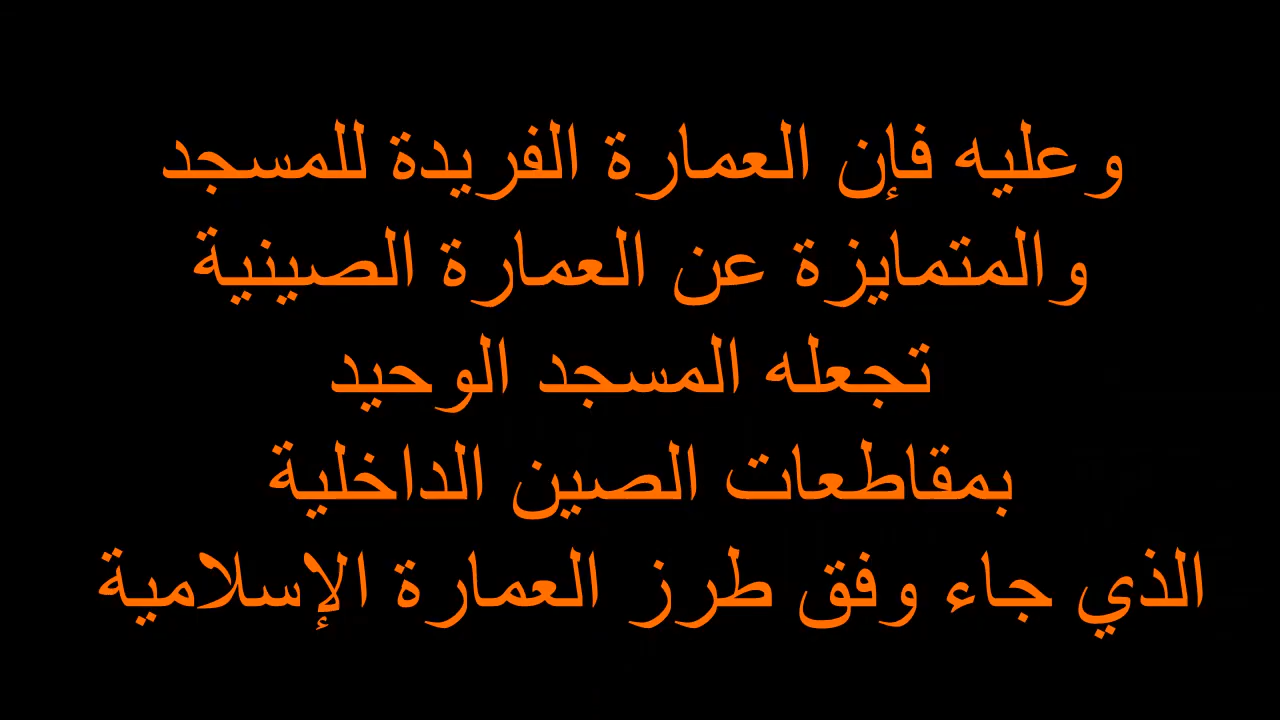 وعليه فإن العمارة الفريدة للمسجد
والمتمايزة عن العمارة الصينية
تجعله المسجد الوحيد
بمقاطعات الصين الداخلية
الذي جاء وفق طرز العمارة الإسلامية